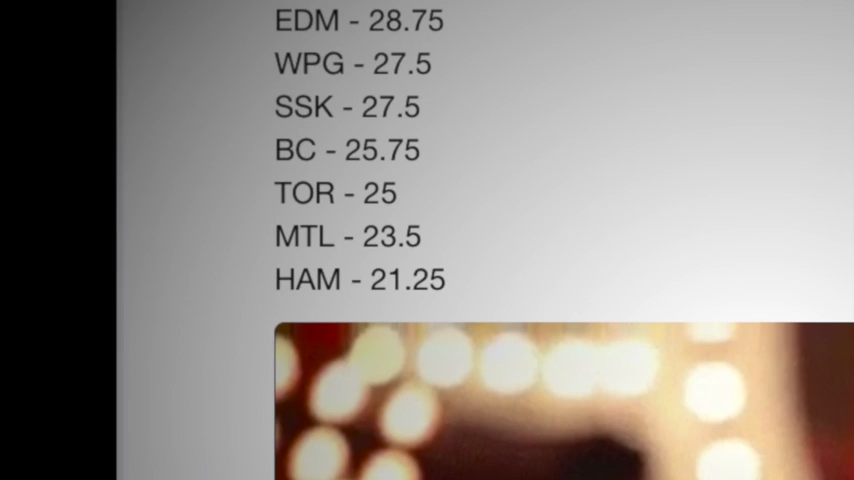 EDM - 28.75
WPG - 27.5
SSK - 27.5
BC - 25.75
TOR - 25
MTL - 23.5
HAM - 21.25